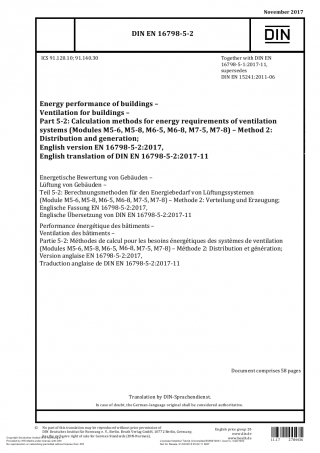 November 2017
DIN EN 16798-5-2
DIN
ICS 91.120.10; 91.140.30
Together with DIN EN
16798-5-1:2017-11,
supersedes
DIN EN 15241:2011-06
Energy performance of buildings –
Ventilation for buildings –
Part 5-2: Calculation methods for energy requirements of ventilation
systems (Modules M5-6, M5-8, M6-5, M6-8, M7-5, M7-8) – Method 2:
Distribution and generation;
English version EN 16798-5-2:2017,
English translation of DIN EN 16798-5-2:2017-11
Energetische Bewertung von Gebäuden –
Lüftung von Gebäuden –
Teil 5-2: Berechnungsmethoden für den Energiebedarf von Lüftungssystemen
(Module M5-6, M5-8, M6-5, M6-8, M7-5, M7-8) – Methode 2: Verteilung und Erzeugung;
Englische Fassung EN 16798-5-2:2017,
Englische Übersetzung von DIN EN 16798-5-2:2017-11
Performance énergétique des bâtiments –
Ventilation des bâtiments –
Partie 5-2: Méthodes de calcul pour les besoins énergétiques des systèmes de ventilation
(Modules M5-6, M5-8, M6-5, M6-8, M7-5, M7-8) – Méthode 2: Distribution et génération;
Version anglaise EN 16798-5-2:2017,
Traduction anglaise de DIN EN 16798-5-2:2017-11
Document comprises 58 pages
Translation by DIN-Sprachendienst.
In case of doubt, the German-language original shall be considered authoritative.
No part of this translation may be reproduced without prior permission of
DIN Deutsches Institut für Normung e. V., Berlin. Beuth Verlag GmbH, 10772 Berlin, Germany,
has the exclusive right of sale for German Standards (DIN-Normen).
English price group 20
www.din.de
www.beuth.de